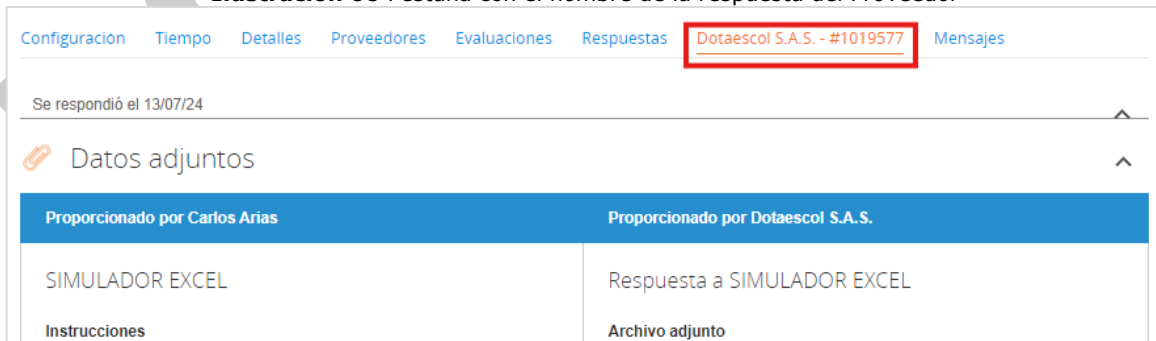 Configuración Tiempo Detalles Proveedores Evaluaciones Respuestas Dotaescol S.A.S. - #1019577 Mensajes
Se respondió el 13/07/24
Datos adjuntos
Proporcionado por Carlos Arias Proporcionado por Dotaescol S.A.S.
SIMULADOR EXCEL Respuesta a SIMULADOR EXCEL
Instrucciones Archivo adjunto